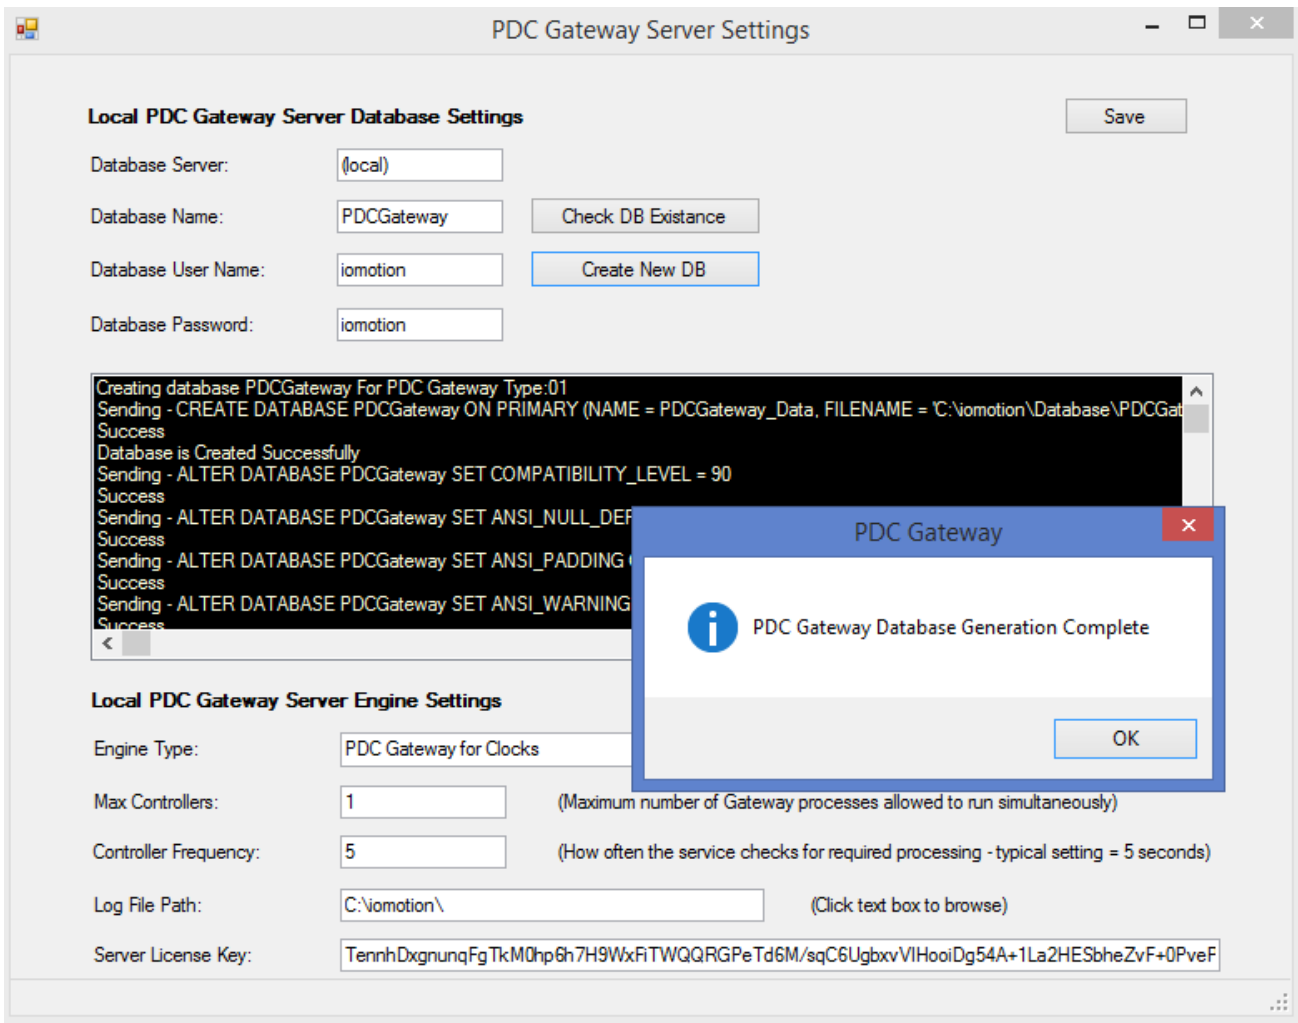 PDC Gateway Server Settings
Local PDC Gateway Server Database Settings
Save
Database Server: (local)
Database Name: PDCGateway Check DB Existance
Database User Name: iomotion Create New DB
Database Password: iomotion
Creating database PDCGateway For PDC Gateway Type:01
Sending - CREATE DATABASE PDCGateway ON PRIMARY (NAME = PDCGateway_Data, FILENAME = 'C:\iomotion\Database\PDCGat
Success
Database is Created Successfully
Sending - ALTER DATABASE PDCGateway SET COMPATIBILITY_LEVEL = 90
Success
Sending - ALTER DATABASE PDCGateway SET ANSI_NULL_DEF
Success
Sending - ALTER DATABASE PDCGateway SET ANSI_PADDING
Success
Sending - ALTER DATABASE PDCGateway SET ANSI_WARNING
Success
PDC Gateway
PDC Gateway Database Generation Complete
OK
Local PDC Gateway Server Engine Settings
Engine Type: PDC Gateway for Clocks
Max Controllers: 1 (Maximum number of Gateway processes allowed to run simultaneously)
Controller Frequency: 5 (How often the service checks for required processing - typical setting = 5 seconds)
Log File Path: C:\iomotion\ (Click text box to browse)
Server License Key: TennhDxgnunqFgTkM0hp6h7H9WxFiTWQQRGPeTd6M/sqC6UgbxvVIHooiDg54A+1La2HESbheZvF+0PveF